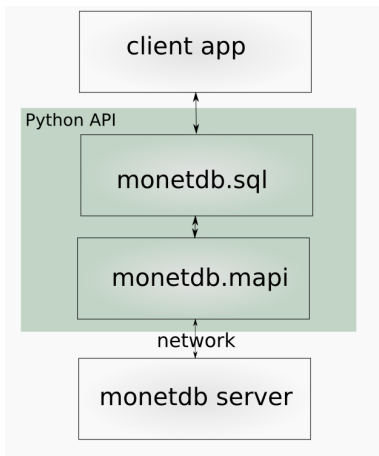 client app
Python API
monetdb.sql
monetdb.mapi
network
monetdb server